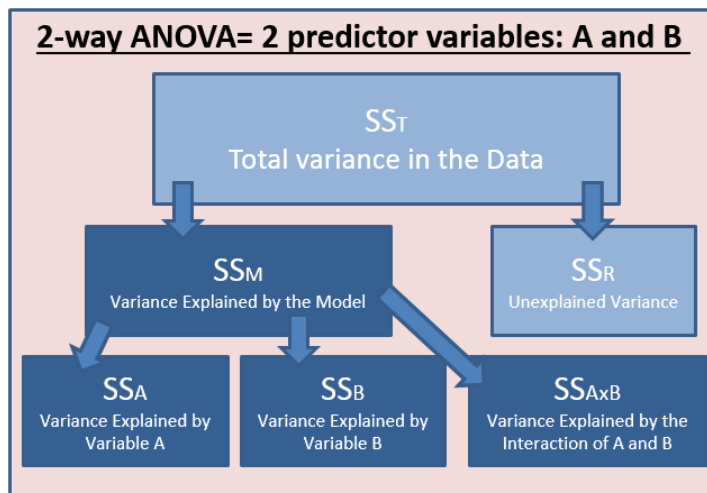 2-way ANOVA= 2 predictor variables: A and B
SST
Total variance in the Data
SSM
Variance Explained by the Model
SSR
Unexplained Variance
SSA
Variance Explained by
Variable A
SSB
Variance Explained by
Variable B
SSAxB
Variance Explained by the
Interaction of A and B